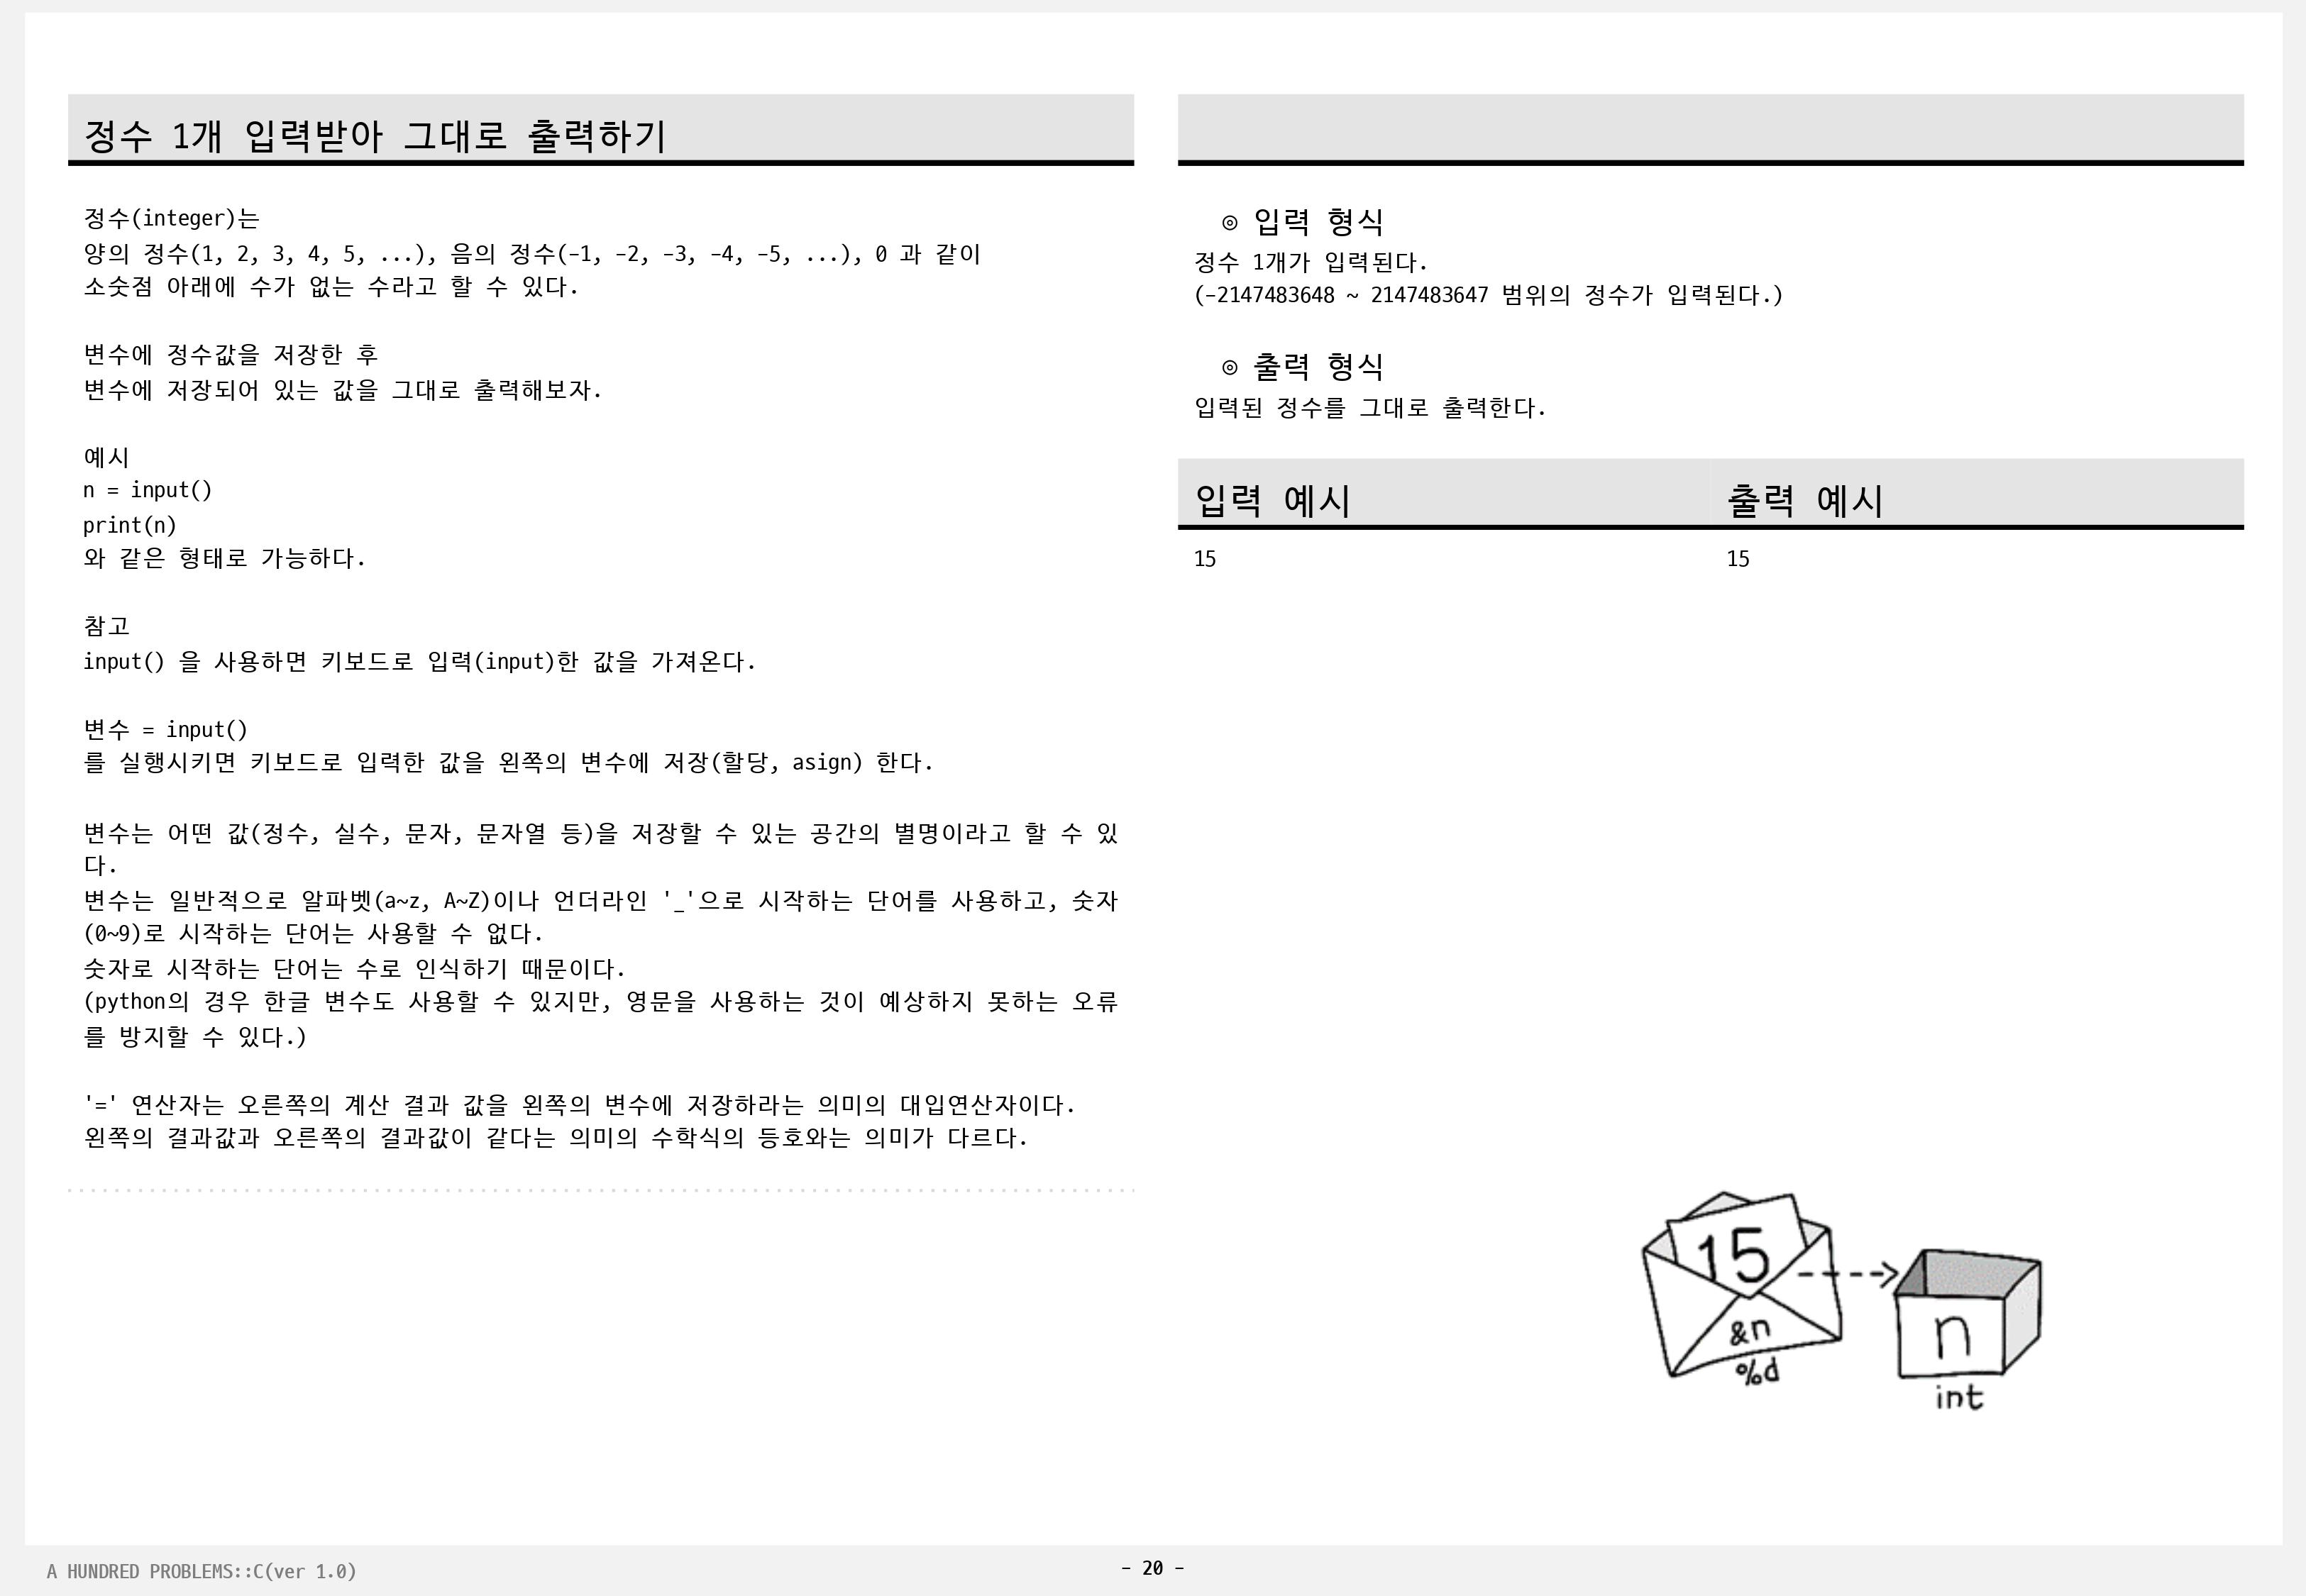 정수 1개 입력받아 그대로 출력하기
정수(integer)는
양의 정수(1, 2, 3, 4, 5, ...), 음의 정수(-1, -2, -3, -4, -5, ...), 0 과 같이
소숫점 아래에 수가 없는 수라고 할 수 있다.
변수에 정수값을 저장한 후
변수에 저장되어 있는 값을 그대로 출력해보자.
예시
n = input()
print(n)
와 같은 형태로 가능하다.
참고
input() 을 사용하면 키보드로 입력(input)한 값을 가져온다.
변수 = input()
를 실행시키면 키보드로 입력한 값을 왼쪽의 변수에 저장(할당, asign) 한다.
변수는 어떤 값(정수, 실수, 문자, 문자열 등)을 저장할 수 있는 공간의 별명이라고 할 수 있
다.
변수는 일반적으로 알파벳(a~z, A~Z)이나 언더라인 '_'으로 시작하는 단어를 사용하고, 숫자
(0~9)로 시작하는 단어는 사용할 수 없다.
숫자로 시작하는 단어는 수로 인식하기 때문이다.
(python의 경우 한글 변수도 사용할 수 있지만, 영문을 사용하는 것이 예상하지 못하는 오류
를 방지할 수 있다.)
'=' 연산자는 오른쪽의 계산 결과 값을 왼쪽의 변수에 저장하라는 의미의 대입연산자이다.
왼쪽의 결과값과 오른쪽의 결과값이 같다는 의미의 수학식의 등호와는 의미가 다르다.
◎ 입력 형식
정수 1개가 입력된다.
(-2147483648 ~ 2147483647 범위의 정수가 입력된다.)
◎ 출력 형식
입력된 정수를 그대로 출력한다.
입력 예시 출력 예시
15 15
15
&n
%d
n
int
A HUNDRED PROBLEMS::C(ver 1.0)
- 20 -